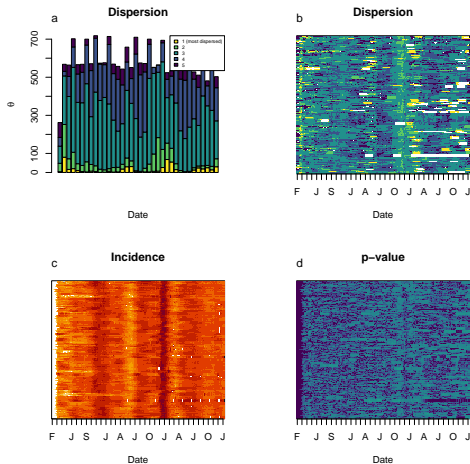 a
Dispersion
700
500
300
100
0
θ
1 (most dispersed)
2
3
4
5
Date
b
Dispersion
F J S J A J O J A J O J
Date
c
Incidence
F J S J A J O J A J O J
Date
d
p-value
F J S J A J O J A J O J
Date